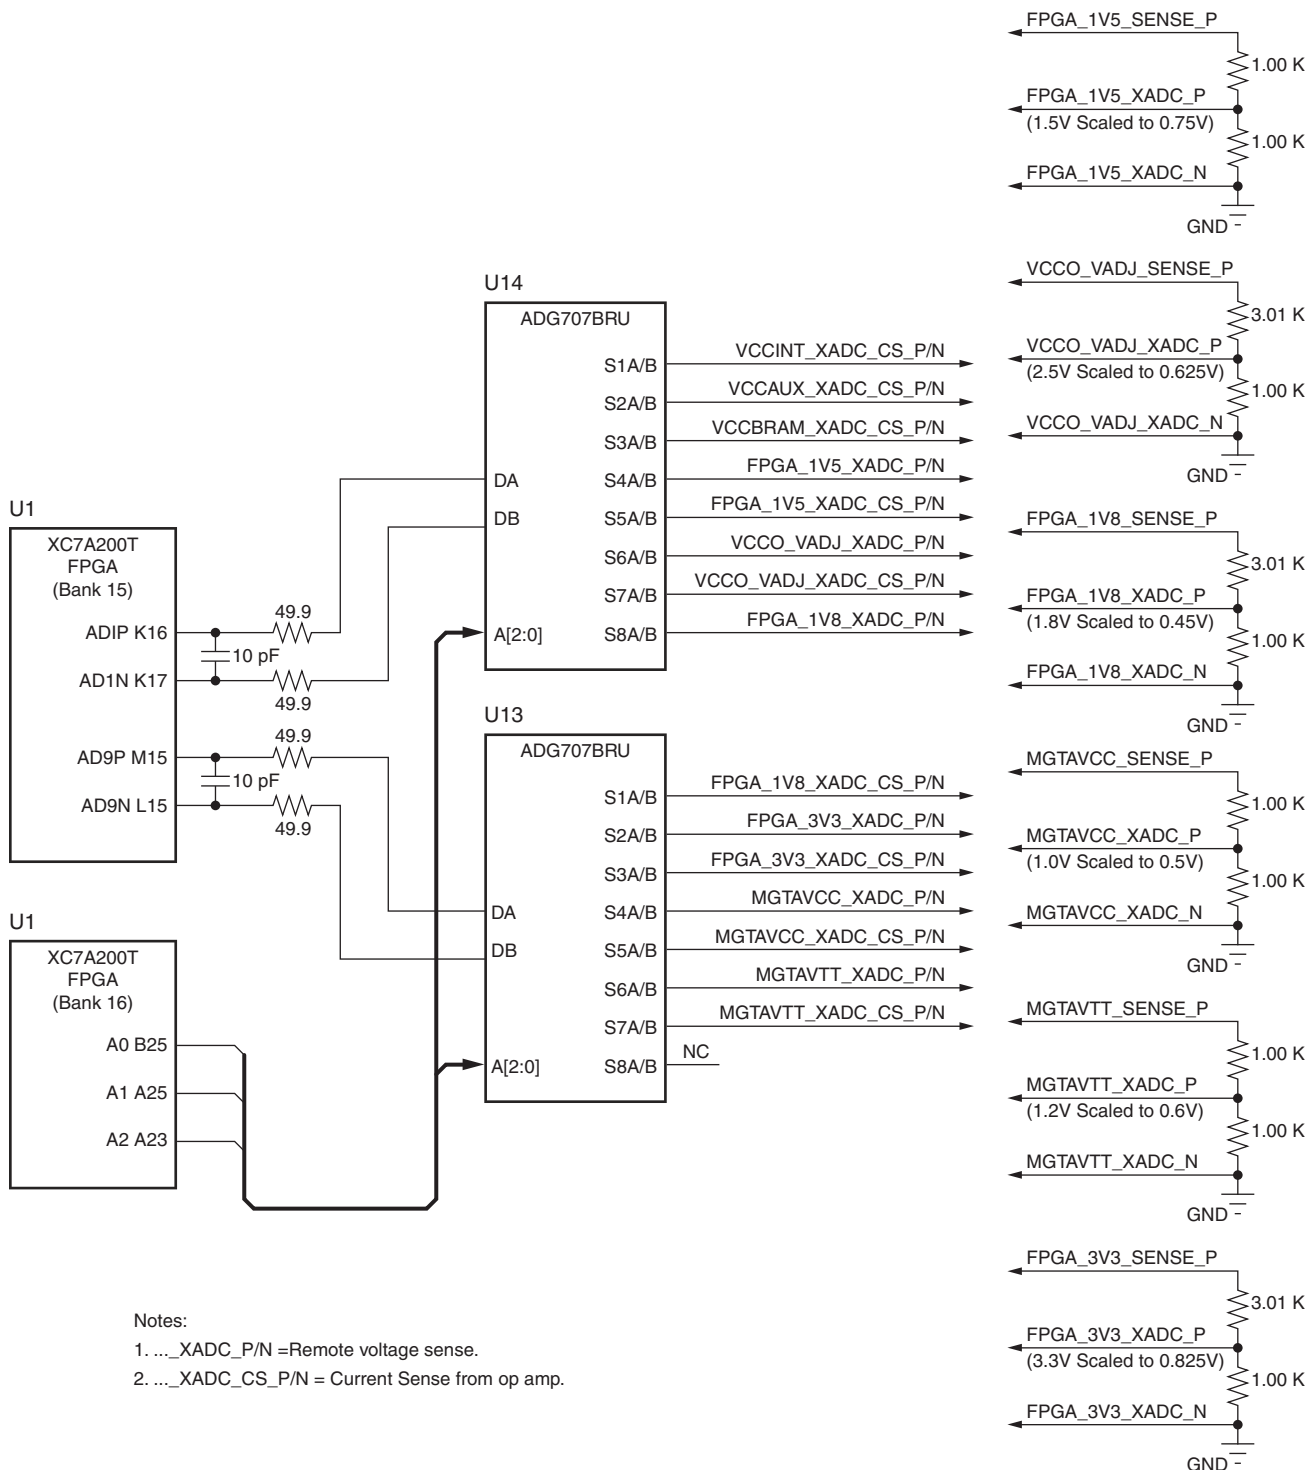 FPGA_1V5_SENSE_P
1.00 K
FPGA_1V5_XADC_P
(1.5V Scaled to 0.75V)
1.00 K
FPGA_1V5_XADC_N
GND
VCCO_VADJ_SENSE_P
3.01 K
VCCO_VADJ_XADC_P
(2.5V Scaled to 0.625V)
1.00 K
VCCO_VADJ_XADC_N
GND
FPGA_1V8_SENSE_P
3.01 K
FPGA_1V8_XADC_P
(1.8V Scaled to 0.45V)
1.00 K
FPGA_1V8_XADC_N
GND
MGTAVCC_SENSE_P
1.00 K
MGTAVCC_XADC_P
(1.0V Scaled to 0.5V)
1.00 K
MGTAVCC_XADC_N
GND
MGTAVTT_SENSE_P
1.00 K
MGTAVTT_XADC_P
(1.2V Scaled to 0.6V)
1.00 K
MGTAVTT_XADC_N
GND
FPGA_3V3_SENSE_P
3.01 K
FPGA_3V3_XADC_P
(3.3V Scaled to 0.825V)
1.00 K
FPGA_3V3_XADC_N
GND
U14
ADG707BRU
S1A/B VCCINT_XADC_CS_P/N
S2A/B VCCAUX_XADC_CS_P/N
S3A/B VCCBRAM_XADC_CS_P/N
DA S4A/B FPGA_1V5_XADC_P/N
DB S5A/B FPGA_1V5_XADC_CS_P/N
S6A/B VCCO_VADJ_XADC_P/N
S7A/B VCCO_VADJ_XADC_CS_P/N
A[2:0] S8A/B FPGA_1V8_XADC_P/N
U1
XC7A200T
FPGA
(Bank 15)
ADIP K16
49.9
10 pF
AD1N K17
49.9
AD9P M15
49.9
10 pF
AD9N L15
49.9
U13
ADG707BRU
S1A/B FPGA_1V8_XADC_CS_P/N
S2A/B FPGA_3V3_XADC_P/N
S3A/B FPGA_3V3_XADC_CS_P/N
DA S4A/B MGTAVCC_XADC_P/N
DB S5A/B MGTAVCC_XADC_CS_P/N
S6A/B MGTAVTT_XADC_P/N
S7A/B MGTAVTT_XADC_CS_P/N
A[2:0] S8A/B NC
U1
XC7A200T
FPGA
(Bank 16)
A0 B25
A1 A25
A2 A23
Notes:
1. ..._XADC_P/N =Remote voltage sense.
2. ..._XADC_CS_P/N = Current Sense from op amp.